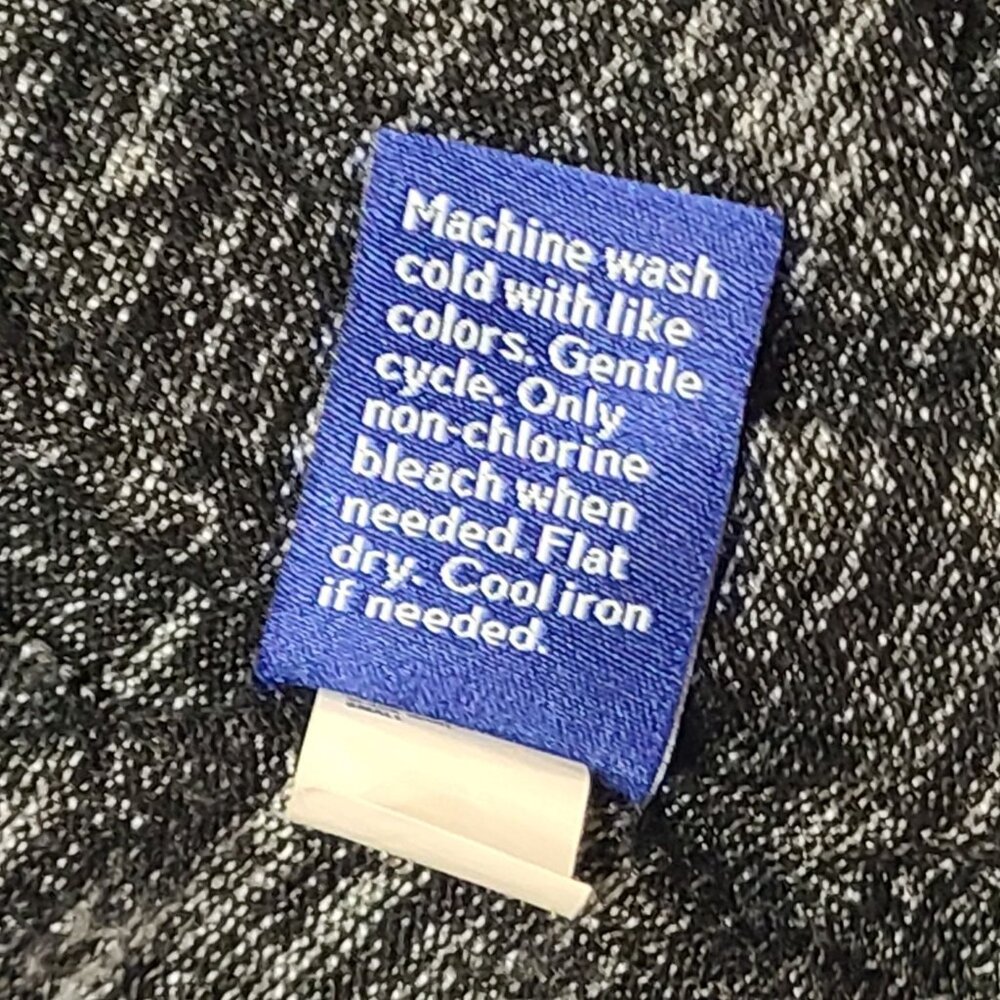 Machine wash
cold with like
colors. Gentle
cycle. Only
non-chlorine
bleach when
needed. Flat
dry. Cool iron
if needed.